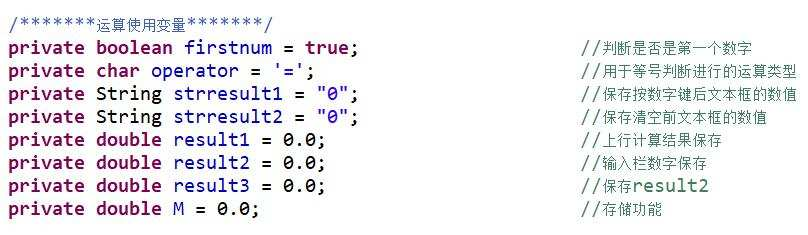 /*******运算使用变量*******/
private boolean firstnum = true; //判断是否是第一个数字
private char operator = '='; //用于等号判断进行的运算类型
private String strresult1 = "0"; //保存按数字键后文本框的数值
private String strresult2 = "0"; //保存清空前文本框的数值
private double result1 = 0.0; //上行计算结果保存
private double result2 = 0.0; //输入栏数字保存
private double result3 = 0.0; //保存result2
private double M = 0.0; //存储功能